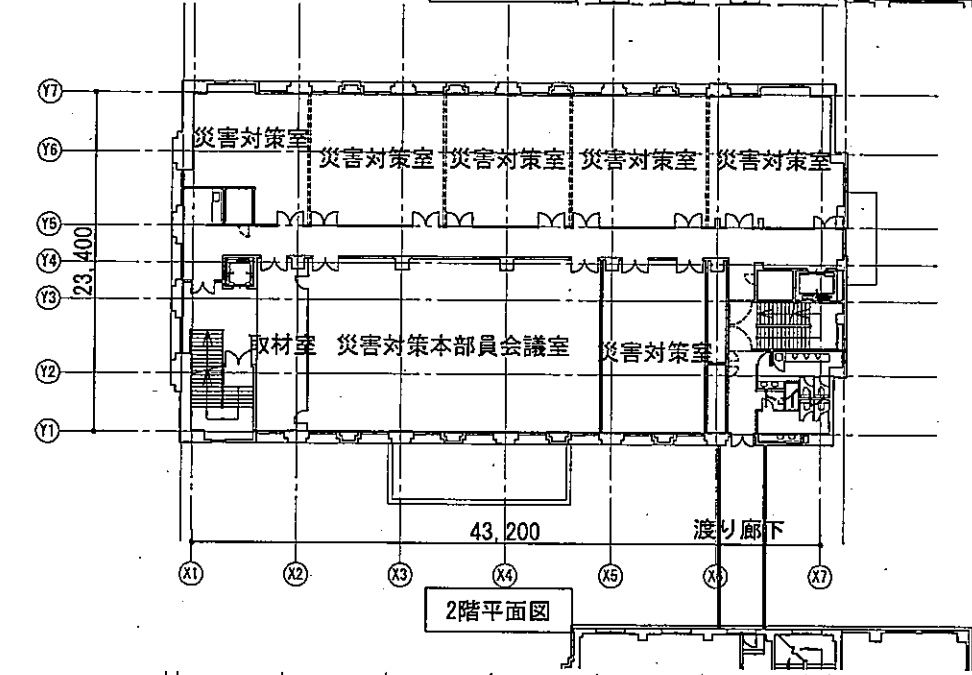 Y7
災害対策室
Y6
災害対策室
災害対策室
災害対策室
災害対策室
Y5
23,400
Y4
Y3
取材室
災害対策本部員会議室
災害対策室
Y2
Y1
43,200
渡り廊下
X1
X2
X3
X4
X5
X6
X7
2階平面図